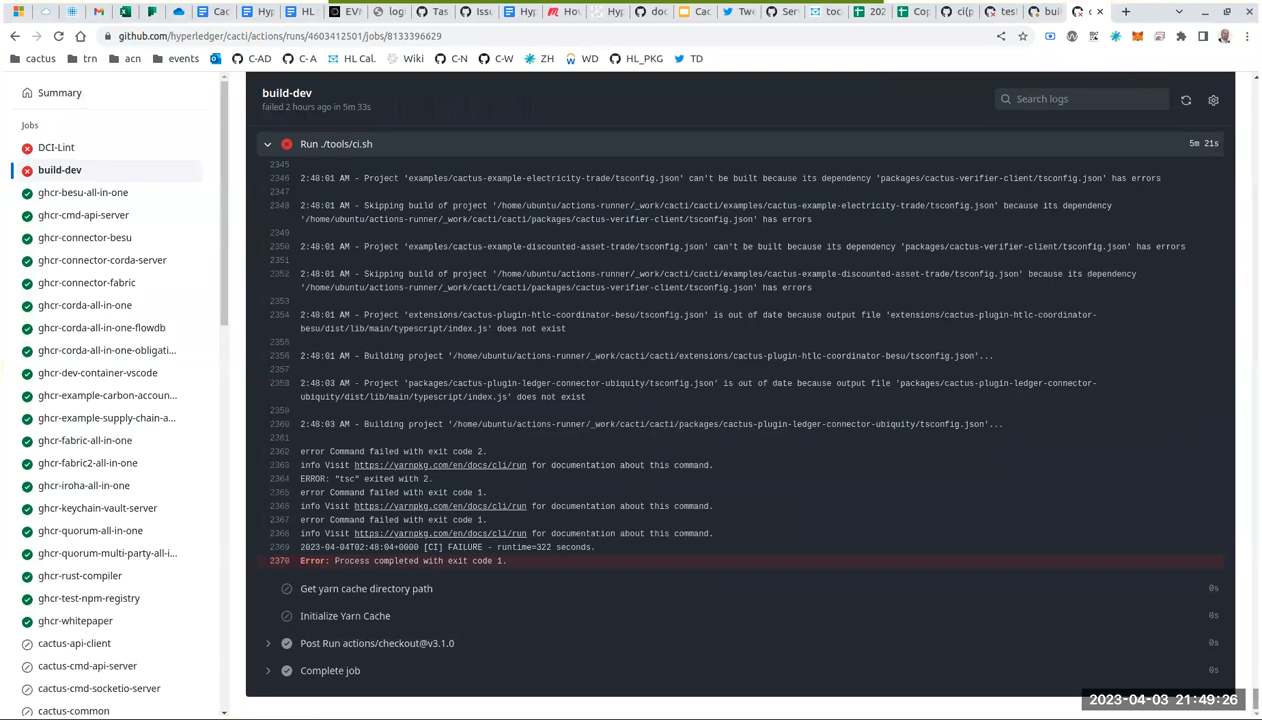 Cac
Hyp
HL S
EVN
log
Tas
Issu
Hyp
Hov
Hyp
doc
Cac
Twe
Ser
toc
202
Cop
ci(p
test
buil
c
github.com/hyperledger/cacti/actions/runs/4603412501/jobs/8133396629
cactus trn acn events C-AD C- A HL Cal. Wiki C-N C-W ZH WD HL_PKG TD
Summary
Jobs
DCI-Lint
build-dev
ghcr-besu-all-in-one
ghcr-cmd-api-server
ghcr-connector-besu
ghcr-connector-corda-server
ghcr-connector-fabric
ghcr-corda-all-in-one
ghcr-corda-all-in-one-flowdb
ghcr-corda-all-in-one-obligati...
ghcr-dev-container-vscode
ghcr-example-carbon-accoun...
ghcr-example-supply-chain-a...
ghcr-fabric-all-in-one
ghcr-fabric2-all-in-one
ghcr-iroha-all-in-one
ghcr-keychain-vault-server
ghcr-quorum-all-in-one
ghcr-quorum-multi-party-all-i...
ghcr-rust-compiler
ghcr-test-npm-registry
ghcr-whitepaper
cactus-api-client
cactus-cmd-api-server
cactus-cmd-socketio-server
cactus-common
build-dev
failed 2 hours ago in 5m 33s
Search logs
Run ./tools/ci.sh 5m 21s
2345
2346 2:48:01 AM - Project 'examples/cactus-example-electricity-trade/tsconfig.json' can't be built because its dependency 'packages/cactus-verifier-client/tsconfig.json' has errors
2347
2348 2:48:01 AM - Skipping build of project '/home/ubuntu/actions-runner/_work/cacti/cacti/examples/cactus-example-electricity-trade/tsconfig.json' because its dependency
'/home/ubuntu/actions-runner/_work/cacti/cacti/packages/cactus-verifier-client/tsconfig.json' has errors
2349
2350 2:48:01 AM - Project 'examples/cactus-example-discounted-asset-trade/tsconfig.json' can't be built because its dependency 'packages/cactus-verifier-client/tsconfig.json' has errors
2351
2352 2:48:01 AM - Skipping build of project '/home/ubuntu/actions-runner/_work/cacti/cacti/examples/cactus-example-discounted-asset-trade/tsconfig.json' because its dependency
'/home/ubuntu/actions-runner/_work/cacti/cacti/packages/cactus-verifier-client/tsconfig.json' has errors
2353
2354 2:48:01 AM - Project 'extensions/cactus-plugin-htlc-coordinator-besu/tsconfig.json' is out of date because output file 'extensions/cactus-plugin-htlc-coordinator-
besu/dist/lib/main/typescript/index.js' does not exist
2355
2356 2:48:01 AM - Building project '/home/ubuntu/actions-runner/_work/cacti/cacti/extensions/cactus-plugin-htlc-coordinator-besu/tsconfig.json'...
2357
2358 2:48:03 AM - Project 'packages/cactus-plugin-ledger-connector-ubiquity/tsconfig.json' is out of date because output file 'packages/cactus-plugin-ledger-connector-
ubiquity/dist/lib/main/typescript/index.js' does not exist
2359
2360 2:48:03 AM - Building project '/home/ubuntu/actions-runner/_work/cacti/cacti/packages/cactus-plugin-ledger-connector-ubiquity/tsconfig.json'...
2361
2362 error Command failed with exit code 2.
2363 info Visit https://yarnpkg.com/en/docs/cli/run for documentation about this command.
2364 ERROR: "tsc" exited with 2.
2365 error Command failed with exit code 1.
2366 info Visit https://yarnpkg.com/en/docs/cli/run for documentation about this command.
2367 error Command failed with exit code 1.
2368 info Visit https://yarnpkg.com/en/docs/cli/run for documentation about this command.
2369 2023-04-04T02:48:04+0000 [CI] FAILURE - runtime=322 seconds.
2370 Error: Process completed with exit code 1.
Get yarn cache directory path 0s
Initialize Yarn Cache 0s
Post Run actions/checkout@v3.1.0 0s
Complete job 0s
2023-04-03 21:49:26